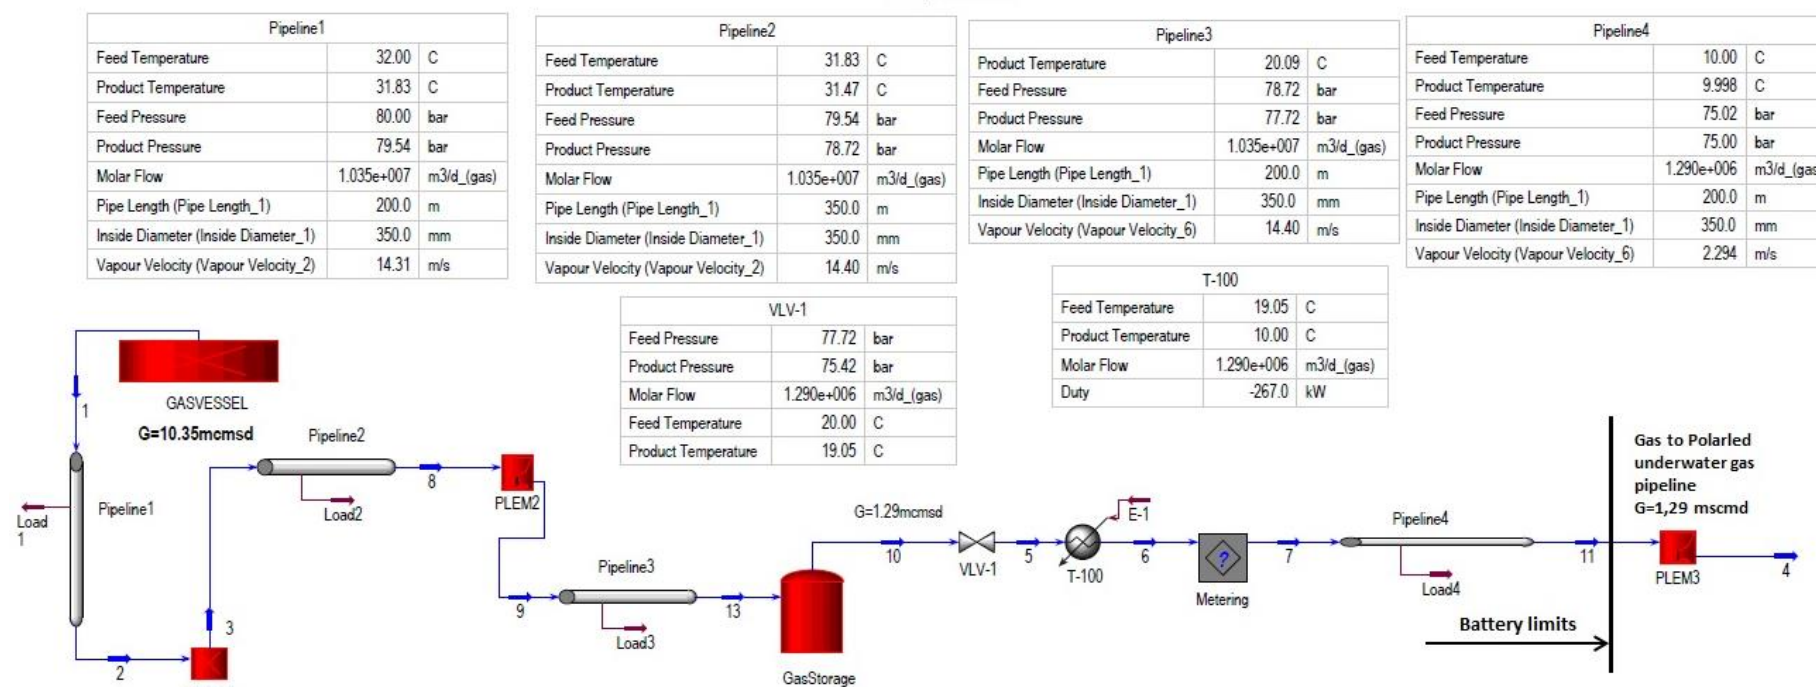 Pipeline1
Feed Temperature 32.00 C
Product Temperature 31.83 C
Feed Pressure 80.00 bar
Product Pressure 79.54 bar
Molar Flow 1.035e+007 m3/d_(gas)
Pipe Length (Pipe Length_1) 200.0 m
Inside Diameter (Inside Diameter_1) 350.0 mm
Vapour Velocity (Vapour Velocity_2) 14.31 m/s
Pipeline2
Feed Temperature 31.83 C
Product Temperature 31.47 C
Feed Pressure 79.54 bar
Product Pressure 78.72 bar
Molar Flow 1.035e+007 m3/d_(gas)
Pipe Length (Pipe Length_1) 350.0 m
Inside Diameter (Inside Diameter_1) 350.0 mm
Vapour Velocity (Vapour Velocity_2) 14.40 m/s
Pipeline3
Product Temperature 20.09 C
Feed Pressure 78.72 bar
Product Pressure 77.72 bar
Molar Flow 1.035e+007 m3/d_(gas)
Pipe Length (Pipe Length_1) 200.0 m
Inside Diameter (Inside Diameter_1) 350.0 mm
Vapour Velocity (Vapour Velocity_6) 14.40 m/s
Pipeline4
Feed Temperature 10.00 C
Product Temperature 9.998 C
Feed Pressure 75.02 bar
Product Pressure 75.00 bar
Molar Flow 1.290e+006 m3/d_(gas
Pipe Length (Pipe Length_1) 200.0 m
Inside Diameter (Inside Diameter_1) 350.0 mm
Vapour Velocity (Vapour Velocity_6) 2.294 m/s
VLV-1
Feed Pressure 77.72 bar
Product Pressure 75.42 bar
Molar Flow 1.290e+006 m3/d_(gas)
Feed Temperature 20.00 C
Product Temperature 19.05 C
T-100
Feed Temperature 19.05 C
Product Temperature 10.00 C
Molar Flow 1.290e+006 m3/d_(gas)
Duty -267.0 kW
GASVESSEL
G=10.35mcmsd
1
Pipeline1
Load
1
2
3
Pipeline2
Load2
8
PLEM2
9
Pipeline3
Load3
13
GasStorage
G=1.29mcmsd
10
VLV-1
5
T-100
E-1
6
?
Metering
7
Pipeline4
Load4
11
Battery limits
Gas to Polarled
underwater gas
pipeline
G=1,29 mscmd
PLEM3
4